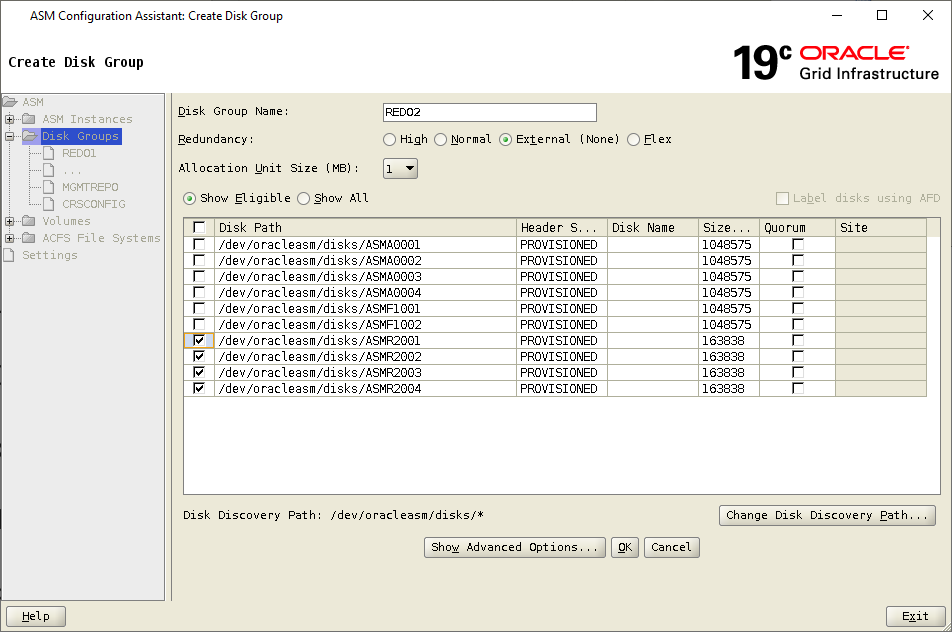 ASM Configuration Assistant: Create Disk Group
Create Disk Group
19c ORACLE
Grid Infrastructure
ASM
ASM Instances
Disk Groups
REDO1
...
MGMTREPO
CRSCONFIG
Volumes
ACFS File Systems
Settings
Disk Group Name: REDO2
Redundancy: High Normal External (None) Flex
Allocation Unit Size (MB): 1
Show Eligible Show All Label disks using AFD
Disk Path Header S... Disk Name Size... Quorum Site
/dev/oracleasm/disks/ASMA0001 PROVISIONED 1048575
/dev/oracleasm/disks/ASMA0002 PROVISIONED 1048575
/dev/oracleasm/disks/ASMA0003 PROVISIONED 1048575
/dev/oracleasm/disks/ASMA0004 PROVISIONED 1048575
/dev/oracleasm/disks/ASMF1001 PROVISIONED 1048575
/dev/oracleasm/disks/ASMF1002 PROVISIONED 1048575
/dev/oracleasm/disks/ASMR2001 PROVISIONED 163838
/dev/oracleasm/disks/ASMR2002 PROVISIONED 163838
/dev/oracleasm/disks/ASMR2003 PROVISIONED 163838
/dev/oracleasm/disks/ASMR2004 PROVISIONED 163838
Disk Discovery Path: /dev/oracleasm/disks/* Change Disk Discovery Path...
Show Advanced Options... OK Cancel
Help Exit